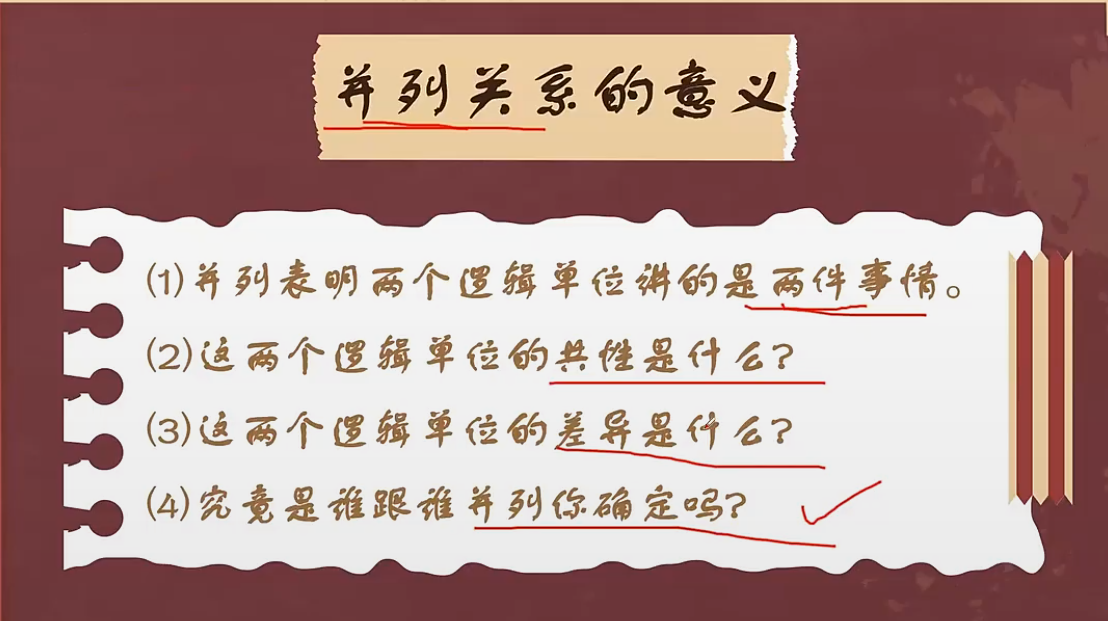 并列关系的意义
(1)并列表明两个逻辑单位讲的是两件事情。
(2)这两个逻辑单位的共性是什么?
(3)这两个逻辑单位的差异是什么?
(4)究竟是谁跟谁并列你确定吗?